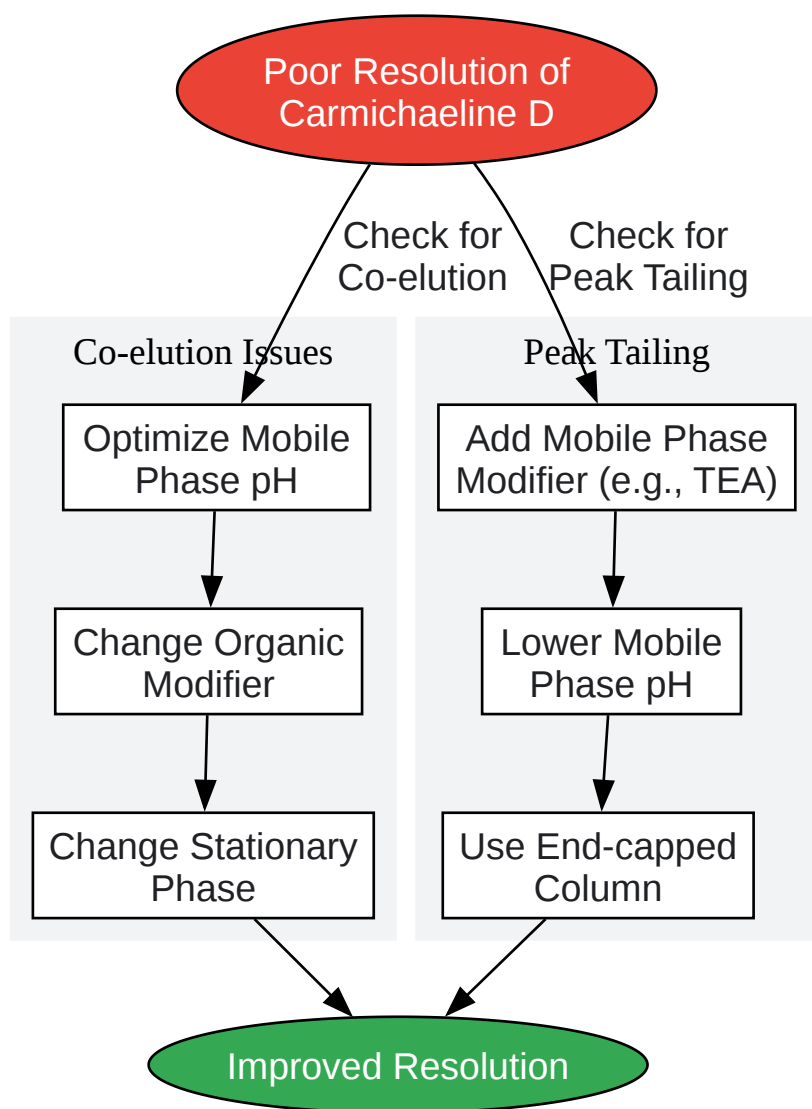 Poor Resolution of
Carmichaeline D
Check for
Co-elution
Check for
Peak Tailing
Co-elution Issues
Optimize Mobile
Phase pH
Change Organic
Modifier
Change Stationary
Phase
Peak Tailing
Add Mobile Phase
Modifier (e.g., TEA)
Lower Mobile
Phase pH
Use End-capped
Column
Improved Resolution